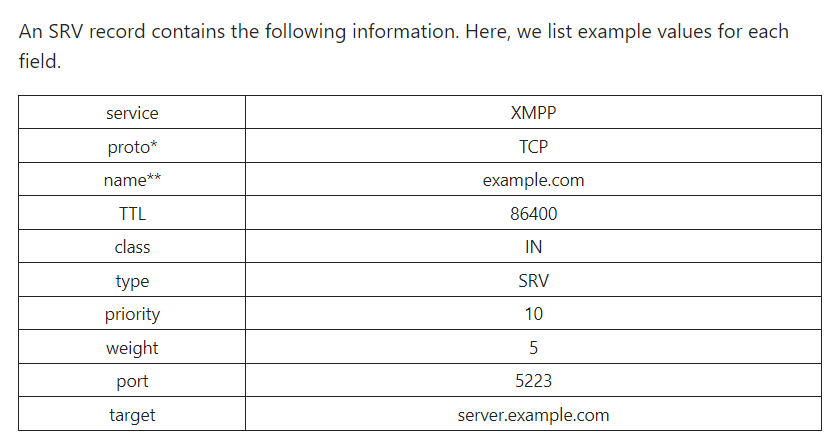 An SRV record contains the following information. Here, we list example values for each
field.
service XMPP
proto* TCP
name** example.com
TTL 86400
class IN
type SRV
priority 10
weight 5
port 5223
target server.example.com